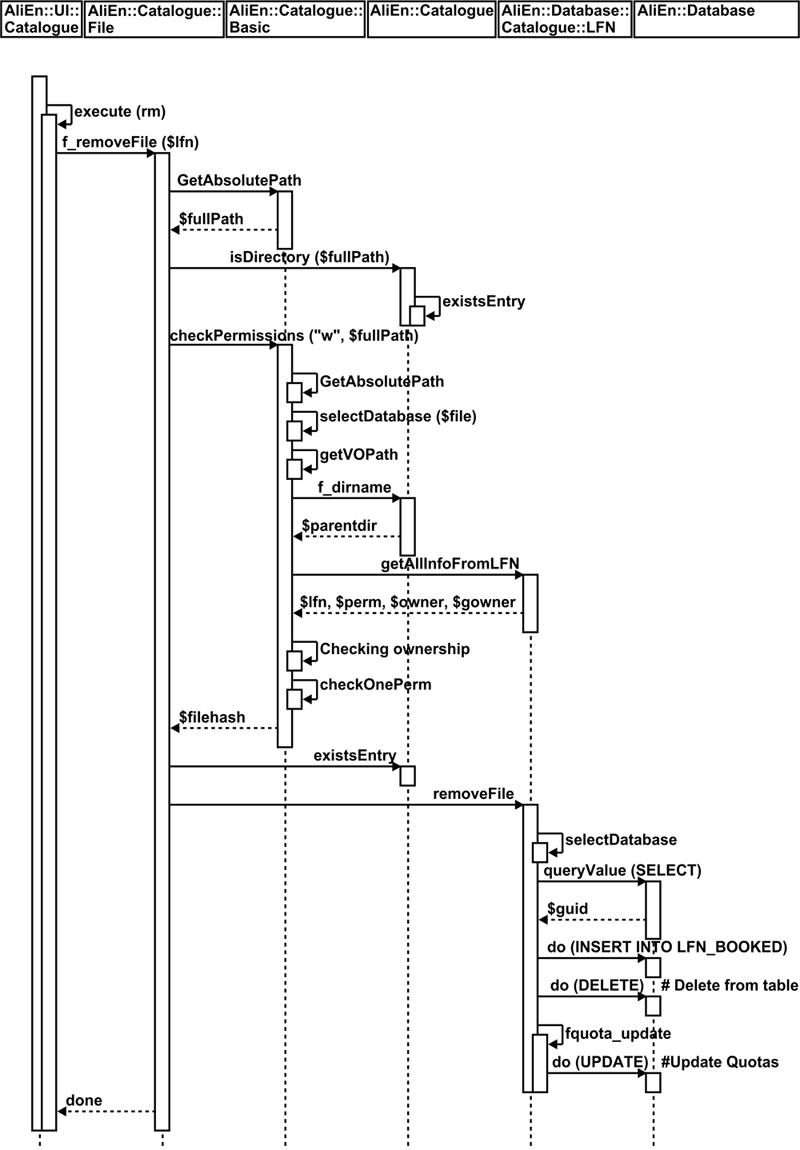 AliEn::UI::
Catalogue
AliEn::Catalogue::
File
AliEn::Catalogue::
Basic
AliEn::Catalogue
AliEn::Database::
Catalogue::LFN
AliEn::Database
execute (rm)
f_removeFile ($lfn)
GetAbsolutePath
$fullPath
isDirectory ($fullPath)
existsEntry
checkPermissions ("w", $fullPath)
GetAbsolutePath
selectDatabase ($file)
getVOPath
f_dirname
$parentdir
getAllInfoFromLFN
$lfn, $perm, $owner, $gowner
Checking ownership
checkOnePerm
$filehash
existsEntry
removeFile
selectDatabase
queryValue (SELECT)
$guid
do (INSERT INTO LFN_BOOKED)
do (DELETE) # Delete from table
fquota_update
do (UPDATE) #Update Quotas
done